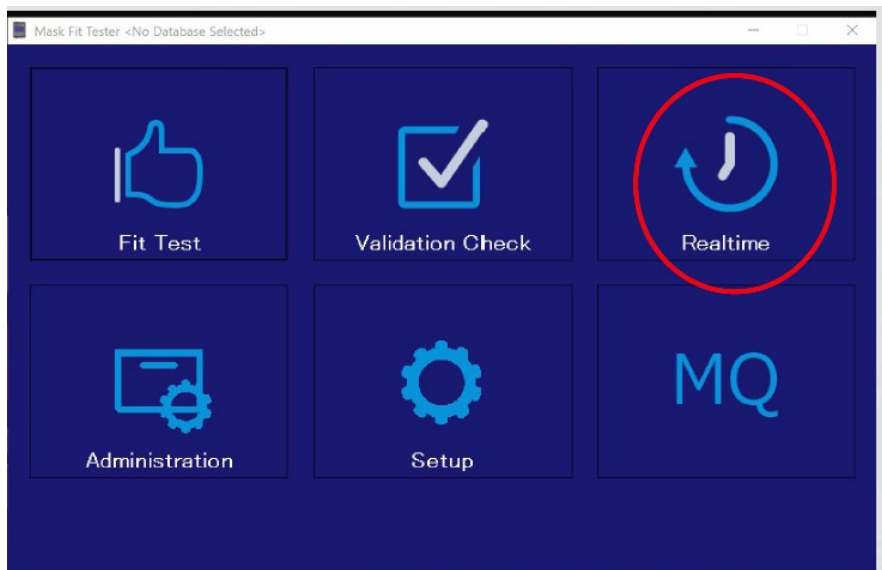 Mask Fit Tester <No Database Selected>
Fit Test
Validation Check
Realtime
Administration
Setup
MQ